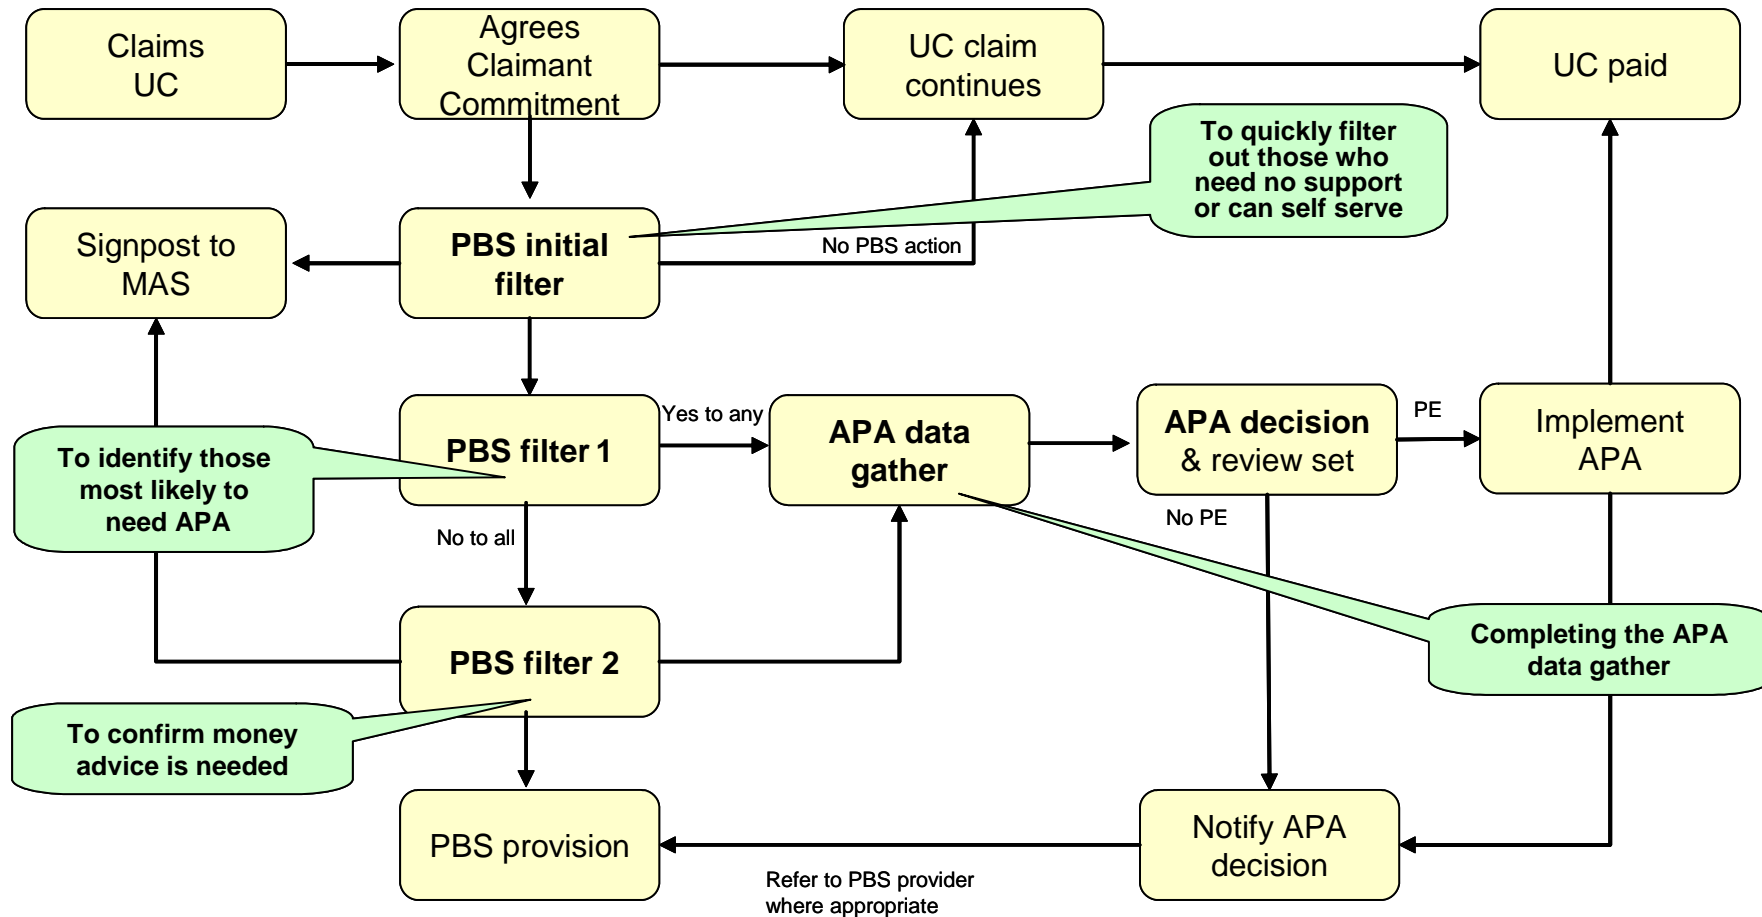 Claims
UC
Agrees
Claimant
Commitment
UC claim
continues
UC paid
To quickly filter
out those who
need no support
or can self serve
Signpost to
MAS
PBS initial
filter
No PBS action
To identify those
most likely to
need APA
PBS filter 1
Yes to any
APA data
gather
APA decision
& review set
PE
Implement
APA
No PE
No to all
PBS filter 2
Completing the APA
data gather
To confirm money
advice is needed
PBS provision
Notify APA
decision
Refer to PBS provider
where appropriate